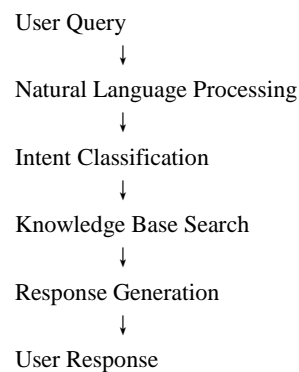 User Query
↓
Natural Language Processing
↓
Intent Classification
↓
Knowledge Base Search
↓
Response Generation
↓
User Response